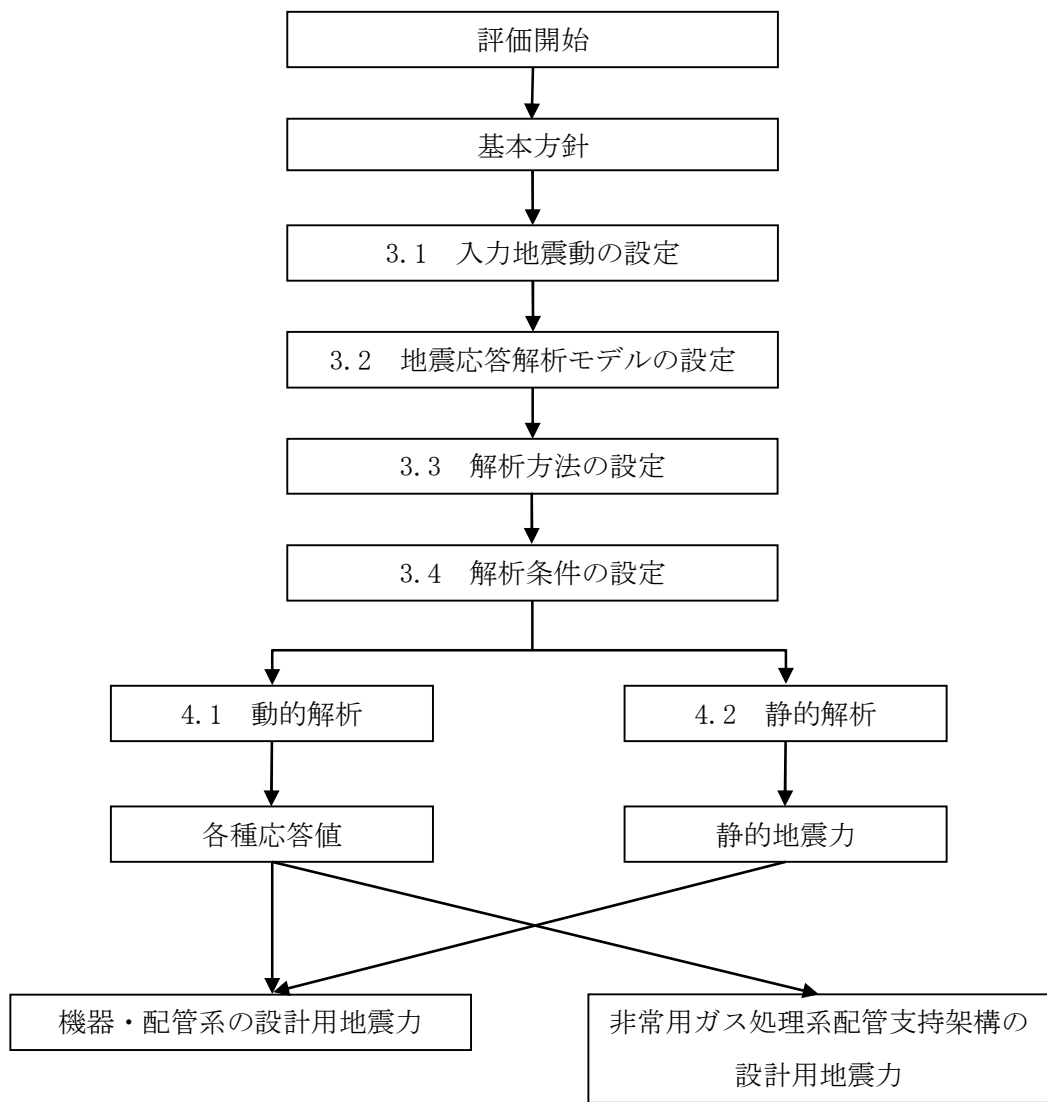 評価開始
基本方針
3.1　入力地震動の設定
3.2　地震応答解析モデルの設定
3.3　解析方法の設定
3.4　解析条件の設定
4.1　動的解析
4.2　静的解析
各種応答値
静的地震力
機器・配管系の設計用地震力
非常用ガス処理系配管支持架構の
設計用地震力